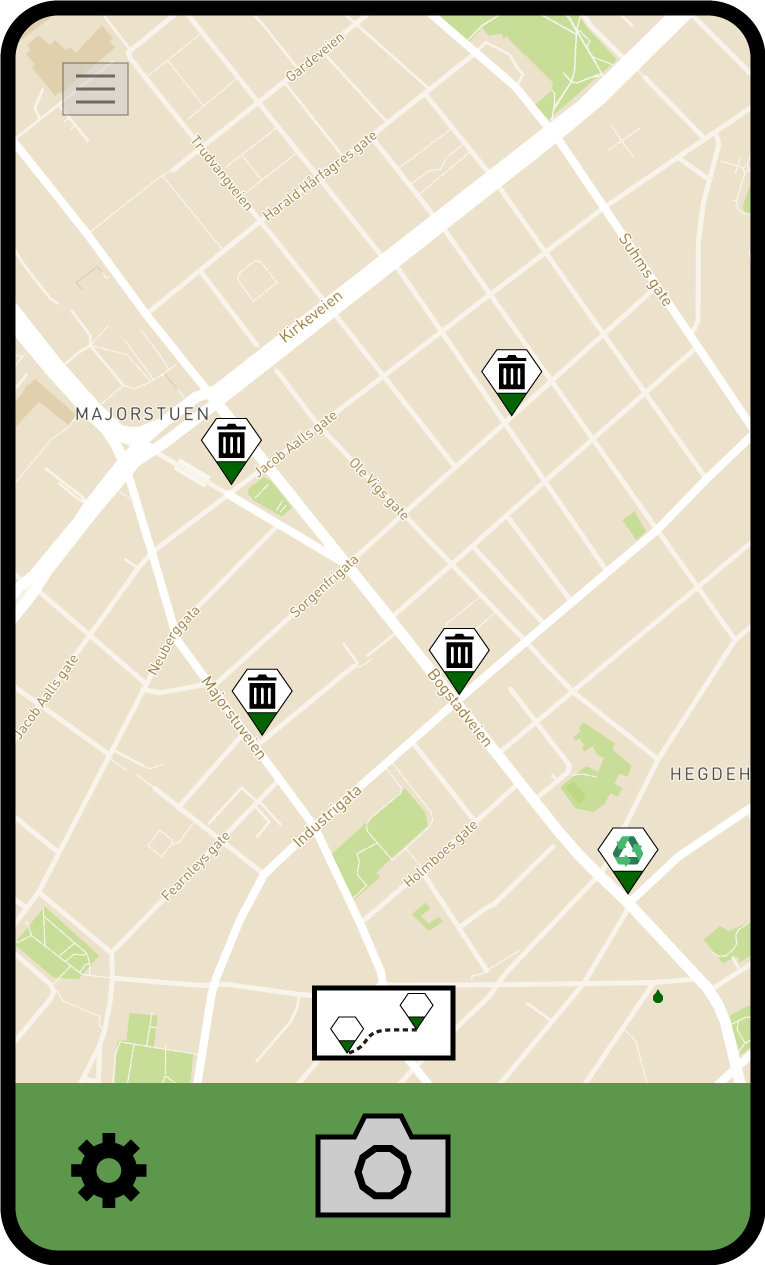 Gardeveien
Trudvangveien
Harald Hårfagres gate
Suhms gate
Kirkeveien
MAJORSTUEN
Jacob Aalls gate
Ole Vigs gate
Sorgenfrigata
Neuberggata
Jacob Aalls gate
Majorstuveien
Bogstadveien
HEGDEH
Industrigata
Holmboes gate
Fearnleys gate